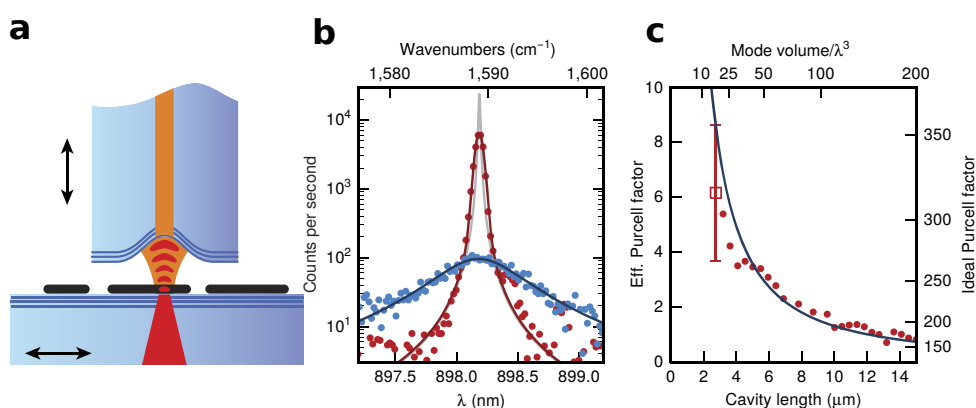 a
b
Wavenumbers (cm⁻¹)
1,580 1,590 1,600
Counts per second
10⁴
10³
10²
10¹
897.5 898.0 898.5 899.0
λ (nm)
c
Mode volume/λ³
10 25 50 100 200
Eff. Purcell factor
10
8
6
4
2
0
Ideal Purcell factor
350
300
250
200
150
0 2 4 6 8 10 12 14
Cavity length (μm)